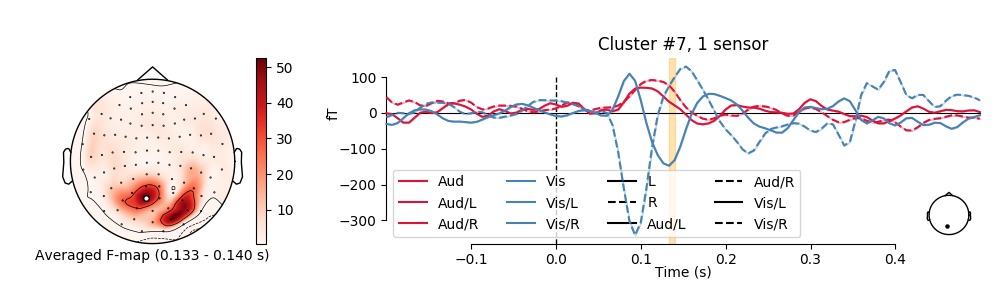 Cluster #7, 1 sensor
50
40
30
20
10
Averaged F-map (0.133 - 0.140 s)
fT
100
0
−100
−200
−300
Aud Vis L Aud/R
Aud/L Vis/L R Vis/L
Aud/R Vis/R Aud/L Vis/R
−0.1 0.0 0.1 0.2 0.3 0.4
Time (s)